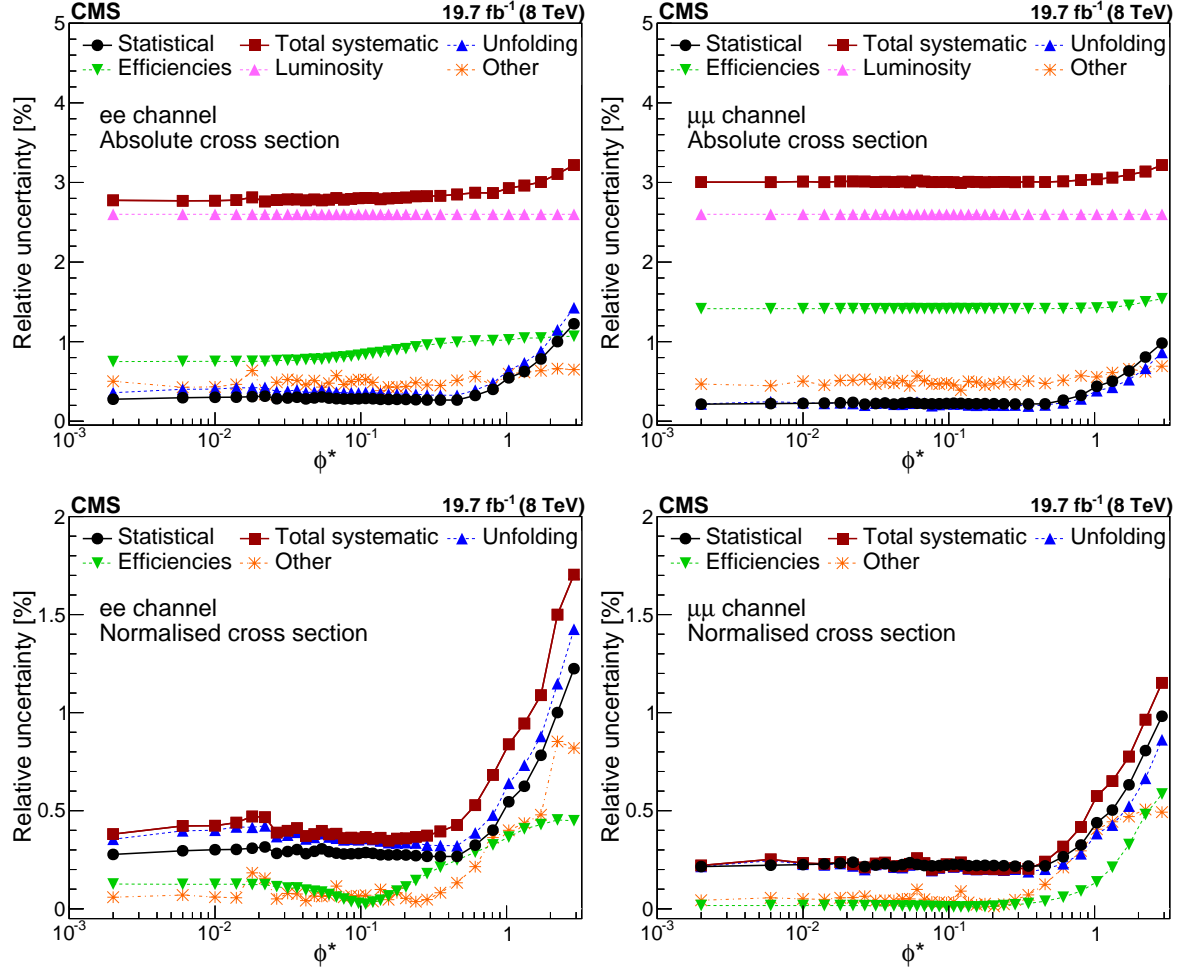 CMS 19.7 fb⁻¹ (8 TeV)
Statistical Total systematic Unfolding
Efficiencies Luminosity Other
ee channel
Absolute cross section
Relative uncertainty [%]
5
4
3
2
1
0
10⁻³ 10⁻² 10⁻¹ 1
ϕ*
CMS 19.7 fb⁻¹ (8 TeV)
Statistical Total systematic Unfolding
Efficiencies Luminosity Other
μμ channel
Absolute cross section
Relative uncertainty [%]
5
4
3
2
1
0
10⁻³ 10⁻² 10⁻¹ 1
ϕ*
CMS 19.7 fb⁻¹ (8 TeV)
Statistical Total systematic Unfolding
Efficiencies Other
ee channel
Normalised cross section
Relative uncertainty [%]
2
1.5
1
0.5
0
10⁻³ 10⁻² 10⁻¹ 1
ϕ*
CMS 19.7 fb⁻¹ (8 TeV)
Statistical Total systematic Unfolding
Efficiencies Other
μμ channel
Normalised cross section
Relative uncertainty [%]
2
1.5
1
0.5
0
10⁻³ 10⁻² 10⁻¹ 1
ϕ*